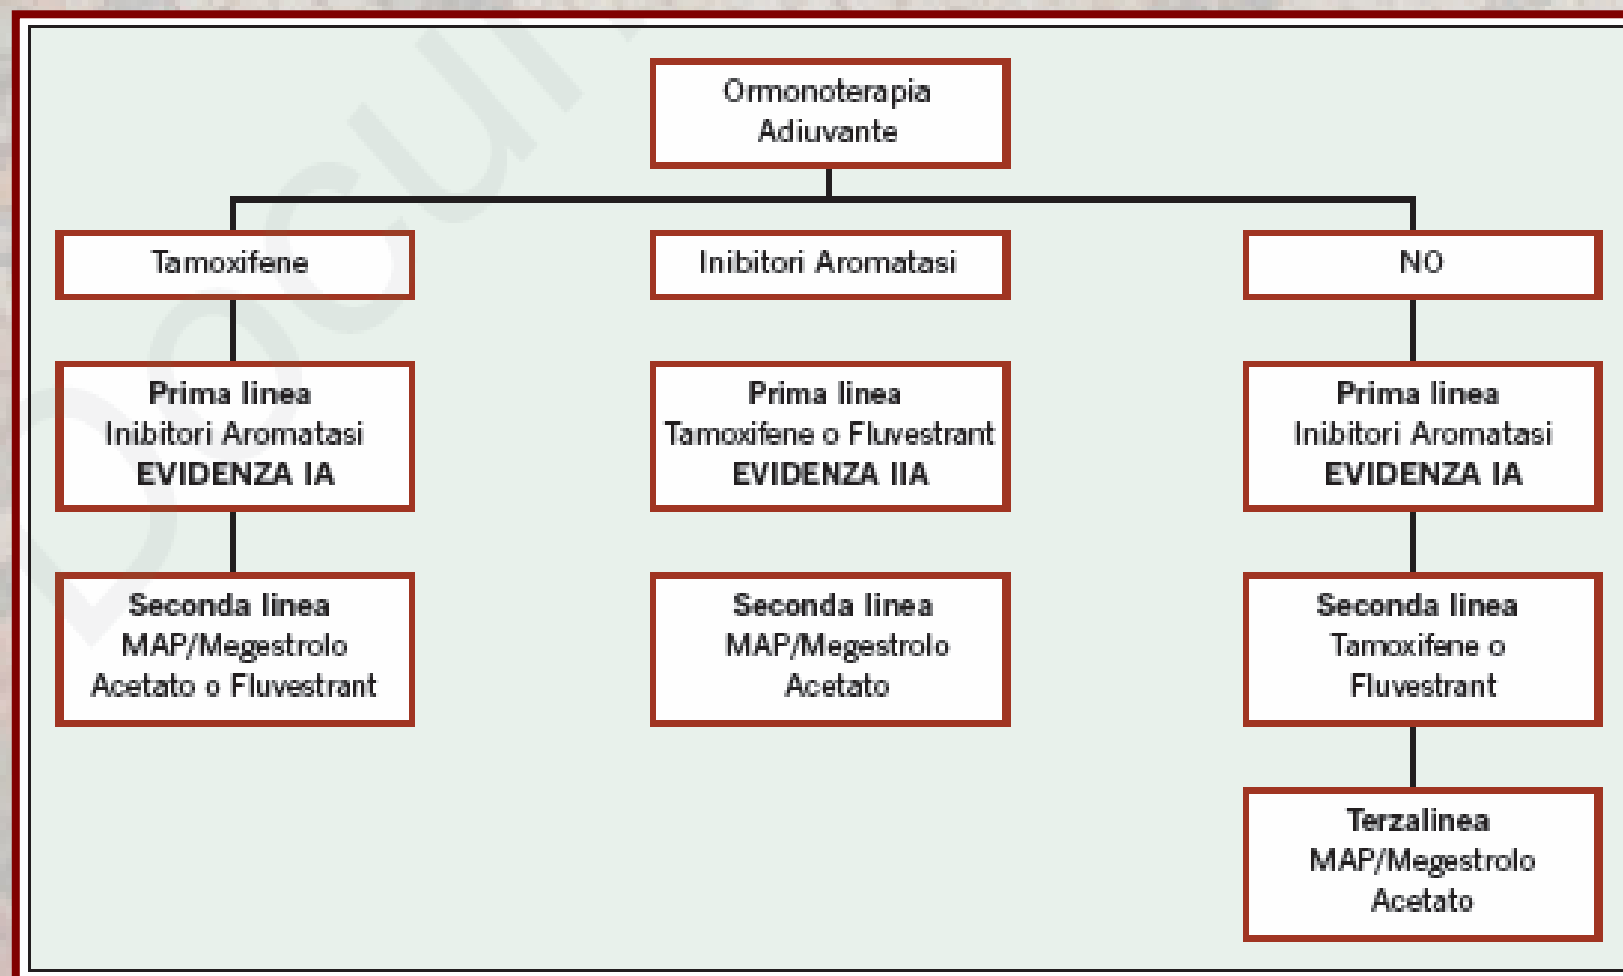 Ormonoterapia
Adiuvante
Tamoxifene
Inibitori Aromatasi
NO
Prima linea
Inibitori Aromatasi
EVIDENZA IA
Prima linea
Tamoxifene o Fluvestrant
EVIDENZA IIA
Prima linea
Inibitori Aromatasi
EVIDENZA IA
Seconda linea
MAP/Megestrolo
Acetato o Fluvestrant
Seconda linea
MAP/Megestrolo
Acetato
Seconda linea
Tamoxifene o
Fluvestrant
Terzalinea
MAP/Megestrolo
Acetato